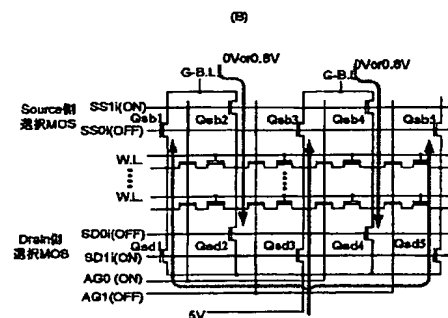 (B)
0Vor0.8V 0Vor0.8V
G-B.L G-B.L
Source側
選択MOS
SS1i(ON)
Qsb1 Qsb2 Qsb3 Qsb4 Qsb5
SS0i(OFF)
W.L.
W.L.
Drain側
選択MOS
SD0i(OFF)
Qsd1 Qsd2 Qsd3 Qsd4 Qsd5
SD1i(ON)
AG0 (ON)
AG1(OFF)
5V